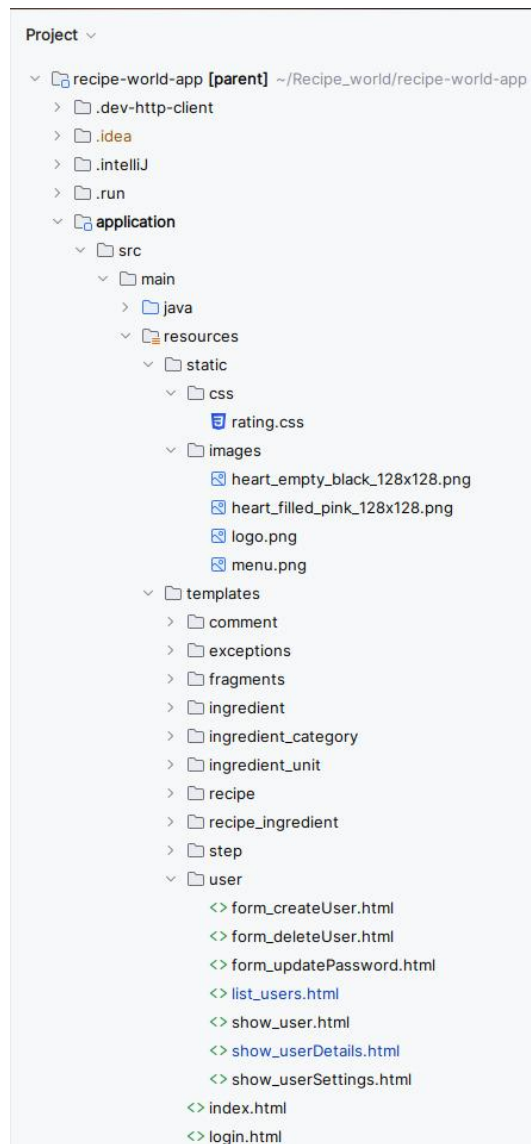 Project
recipe-world-app [parent] ~/Recipe_world/recipe-world-app
.dev-http-client
.idea
.intelliJ
.run
application
src
main
java
resources
static
css
rating.css
images
heart_empty_black_128x128.png
heart_filled_pink_128x128.png
logo.png
menu.png
templates
comment
exceptions
fragments
ingredient
ingredient_category
ingredient_unit
recipe
recipe_ingredient
step
user
form_createUser.html
form_deleteUser.html
form_updatePassword.html
list_users.html
show_user.html
show_userDetails.html
show_userSettings.html
index.html
login.html